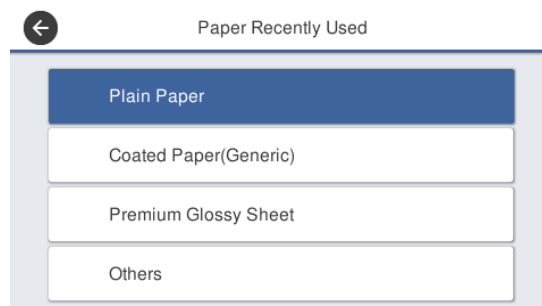 Paper Recently Used
Plain Paper
Coated Paper(Generic)
Premium Glossy Sheet
Others